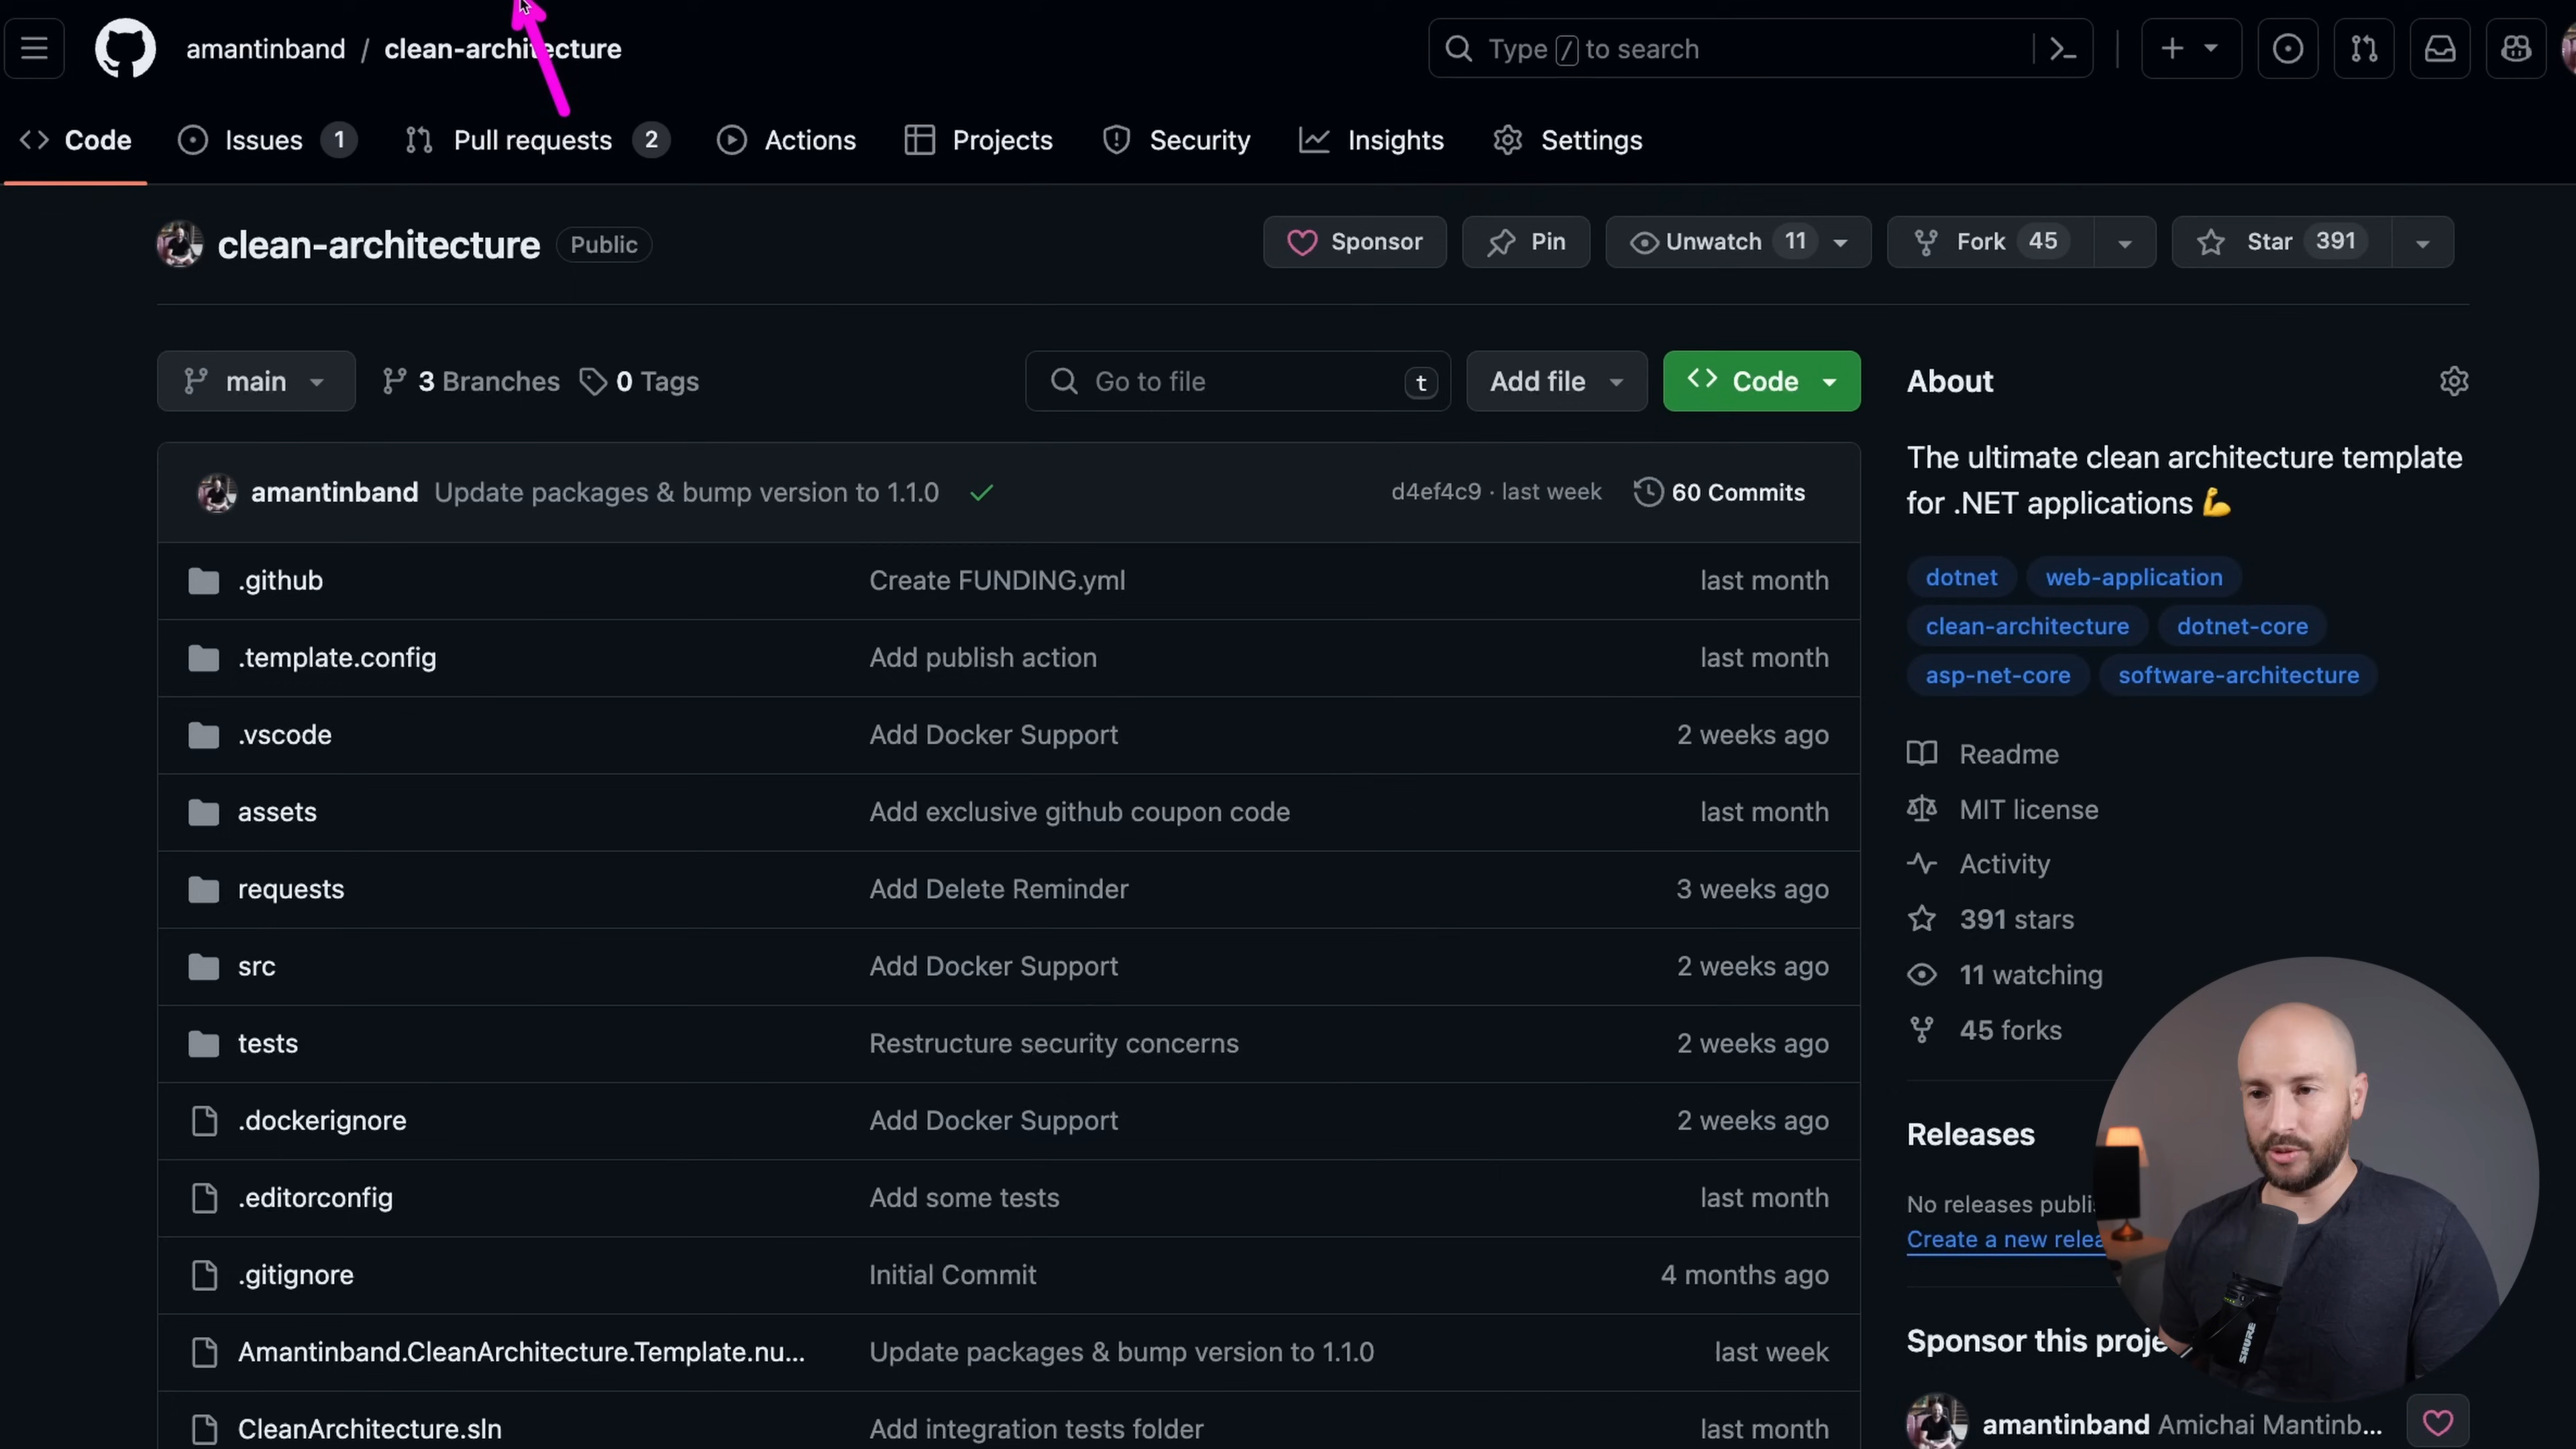 amantinband / clean-architecture
Type / to search
Code Issues 1 Pull requests 2 Actions Projects Security Insights Settings
clean-architecture Public
Sponsor Pin Unwatch 11 Fork 45 Star 391
main 3 Branches 0 Tags
Go to file t Add file Code
amantinband Update packages & bump version to 1.1.0 d4ef4c9 · last week 60 Commits
.github Create FUNDING.yml last month
.template.config Add publish action last month
.vscode Add Docker Support 2 weeks ago
assets Add exclusive github coupon code last month
requests Add Delete Reminder 3 weeks ago
src Add Docker Support 2 weeks ago
tests Restructure security concerns 2 weeks ago
.dockerignore Add Docker Support 2 weeks ago
.editorconfig Add some tests last month
.gitignore Initial Commit 4 months ago
Amantinband.CleanArchitecture.Template.nu... Update packages & bump version to 1.1.0 last week
CleanArchitecture.sln Add integration tests folder last month
About
The ultimate clean architecture template
for .NET applications 💪
dotnet web-application
clean-architecture dotnet-core
asp-net-core software-architecture
Readme
MIT license
Activity
391 stars
11 watching
45 forks
Releases
No releases publi
Create a new relea
Sponsor this proje
amantinband Amichai Mantinb...
SHURE